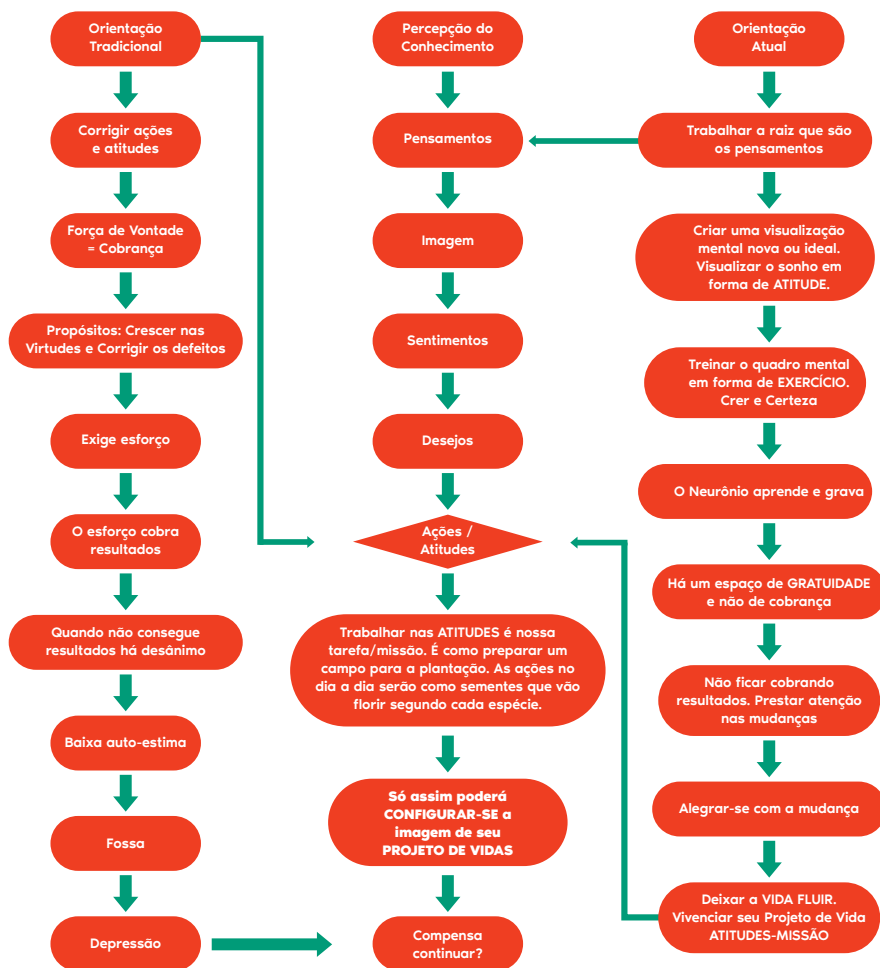 Orientação
Tradicional
Corrigir ações
e atitudes
Força de Vontade
= Cobrança
Propósitos: Crescer nas
Virtudes e Corrigir os defeitos
Exige esforço
O esforço cobra
resultados
Quando não consegue
resultados há desânimo
Baixa auto-estima
Fossa
Depressão
Percepção do
Conhecimento
Pensamentos
Imagem
Sentimentos
Desejos
Ações /
Atitudes
Trabalhar nas ATITUDES é nossa
tarefa/missão. É como preparar um
campo para a plantação. As ações no
dia a dia serão como sementes que vão
florir segundo cada espécie.
Só assim poderá
CONFIGURAR-SE a
imagem de seu
PROJETO DE VIDAS
Compensa
continuar?
Orientação
Atual
Trabalhar a raiz que são
os pensamentos
Criar uma visualização
mental nova ou ideal.
Visualizar o sonho em
forma de ATITUDE.
Treinar o quadro mental
em forma de EXERCÍCIO.
Crer e Certeza
O Neurônio aprende e grava
Há um espaço de GRATUIDADE
e não de cobrança
Não ficar cobrando
resultados. Prestar atenção
nas mudanças
Alegrar-se com a mudança
Deixar a VIDA FLUIR.
Vivenciar seu Projeto de Vida
ATITUDES-MISSÃO